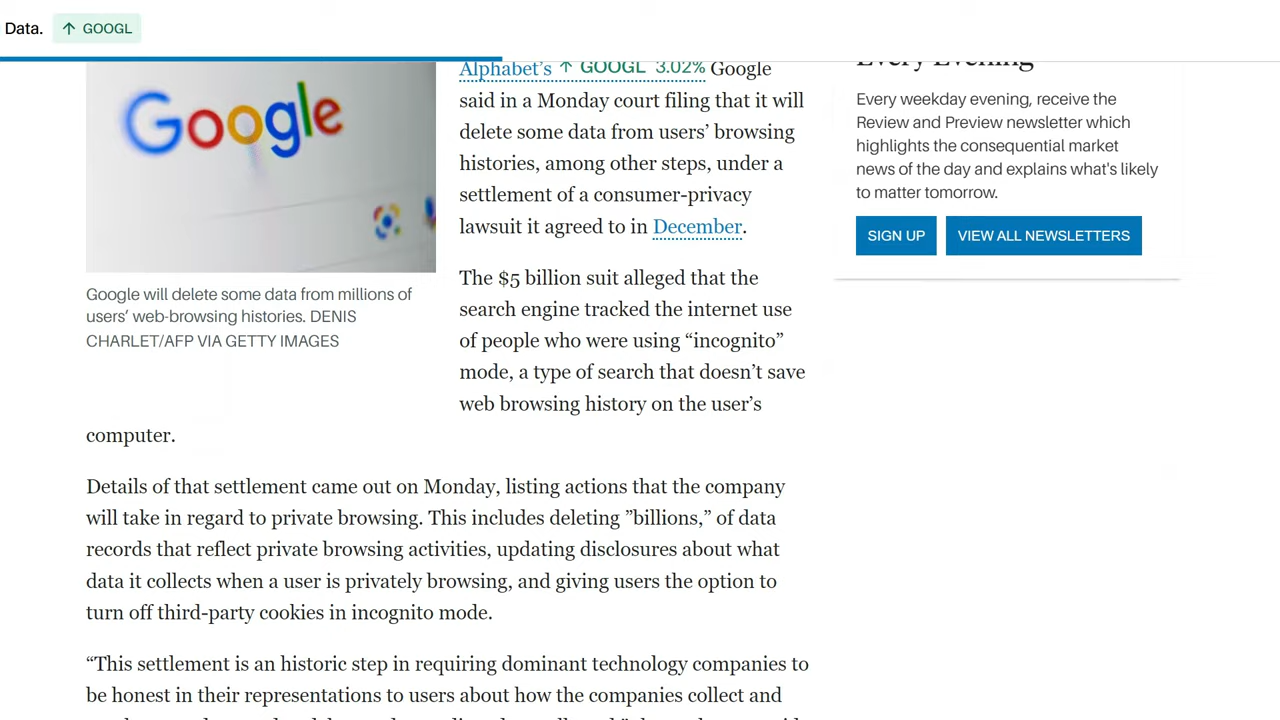 Data. ↑ GOOGL
Google
Google will delete some data from millions of
users’ web-browsing histories. DENIS
CHARLET/AFP VIA GETTY IMAGES
Alphabet’s ↑ GOOGL 3.02% Google
said in a Monday court filing that it will
delete some data from users’ browsing
histories, among other steps, under a
settlement of a consumer-privacy
lawsuit it agreed to in December.
The $5 billion suit alleged that the
search engine tracked the internet use
of people who were using “incognito”
mode, a type of search that doesn’t save
web browsing history on the user’s
computer.
Details of that settlement came out on Monday, listing actions that the company
will take in regard to private browsing. This includes deleting ”billions,” of data
records that reflect private browsing activities, updating disclosures about what
data it collects when a user is privately browsing, and giving users the option to
turn off third-party cookies in incognito mode.
“This settlement is an historic step in requiring dominant technology companies to
be honest in their representations to users about how the companies collect and
Every Evening
Every weekday evening, receive the
Review and Preview newsletter which
highlights the consequential market
news of the day and explains what's likely
to matter tomorrow.
SIGN UP VIEW ALL NEWSLETTERS